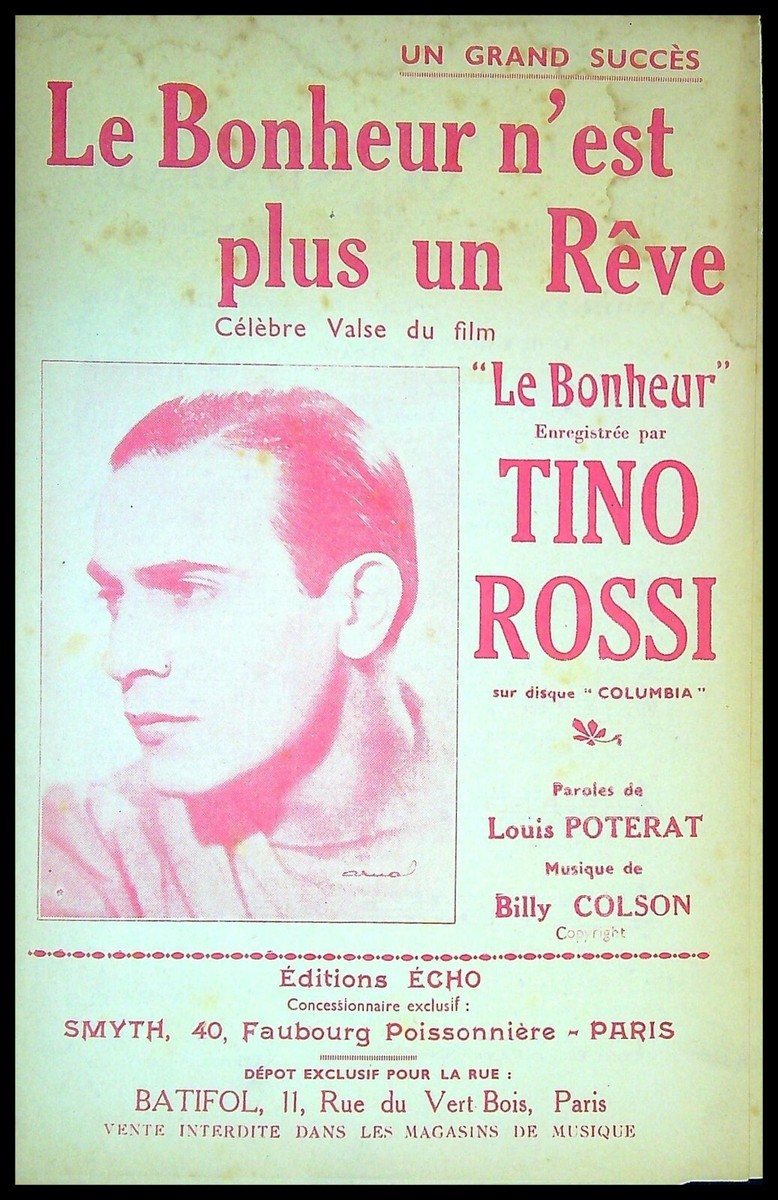 UN GRAND SUCCÈS
Le Bonheur n'est
plus un Rêve
Célèbre Valse du film
"Le Bonheur"
Enregistrée par
TINO
ROSSI
sur disque "COLUMBIA"
Paroles de
Louis POTERAT
Musique de
Billy COLSON
Copyright
arnal
Éditions ÉCHO
Concessionnaire exclusif :
SMYTH, 40, Faubourg Poissonnière - PARIS
DÉPOT EXCLUSIF POUR LA RUE :
BATIFOL, 11, Rue du Vert Bois, Paris
VENTE INTERDITE DANS LES MAGASINS DE MUSIQUE